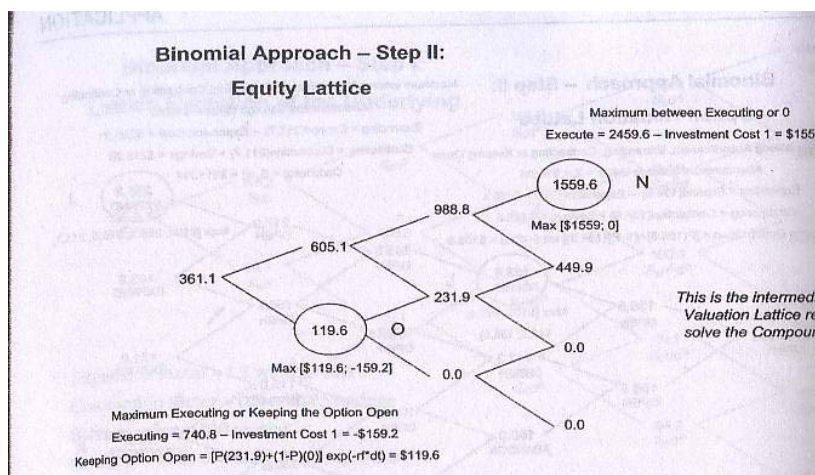 Binomial Approach – Step II:
Equity Lattice
Maximum between Executing or 0
Execute = 2459.6 – Investment Cost 1 = $155
1559.6 N
988.8
Max [$1559; 0]
605.1
361.1
449.9
231.9
This is the intermed
119.6 O
Valuation Lattice re
solve the Compour
0.0
Max [$119.6; -159.2]
0.0
Maximum Executing or Keeping the Option Open
0.0
Executing = 740.8 – Investment Cost 1 = -$159.2
Keeping Option Open = [P(231.9)+(1-P)(0)] exp(-rf*dt) = $119.6